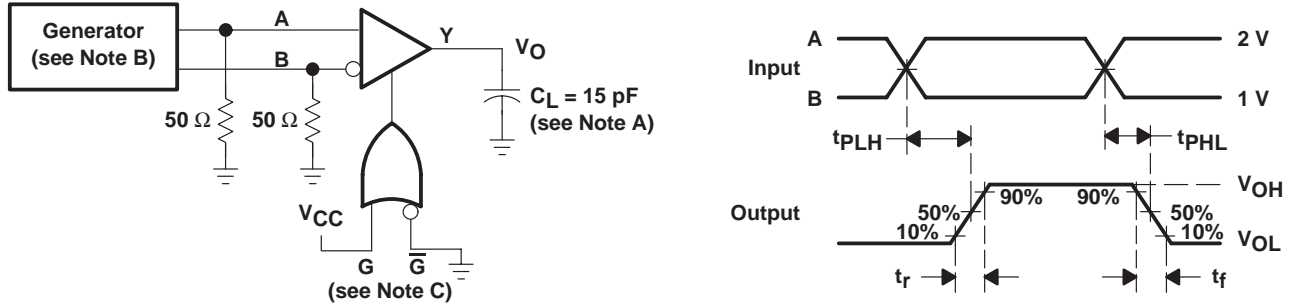 Generator
(see Note B)
A
B
Y
VO
50 Ω
50 Ω
CL = 15 pF
(see Note A)
VCC
G
G̅
(see Note C)
A
Input
B
2 V
1 V
tPLH
tPHL
Output
10%
50%
90%
90%
50%
10%
VOH
VOL
tr
tf